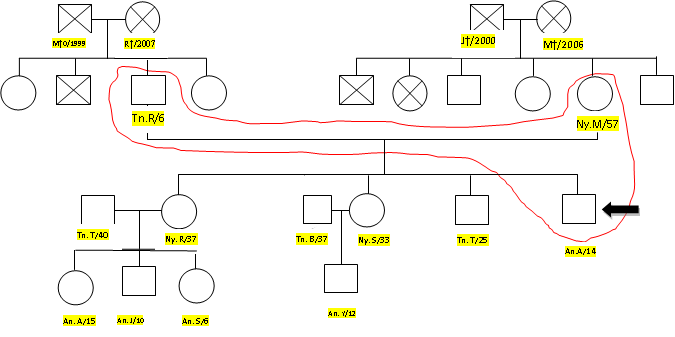 M†0/1999
R†/2007
J†/2000
M†/2006
Tn.R/6
Ny.M/57
Tn.T/40
Ny.R/37
Tn.B/37
Ny.S/33
Tn.T/25
An.A/14
An.A/15
An.J/10
An.S/6
An.Y/12